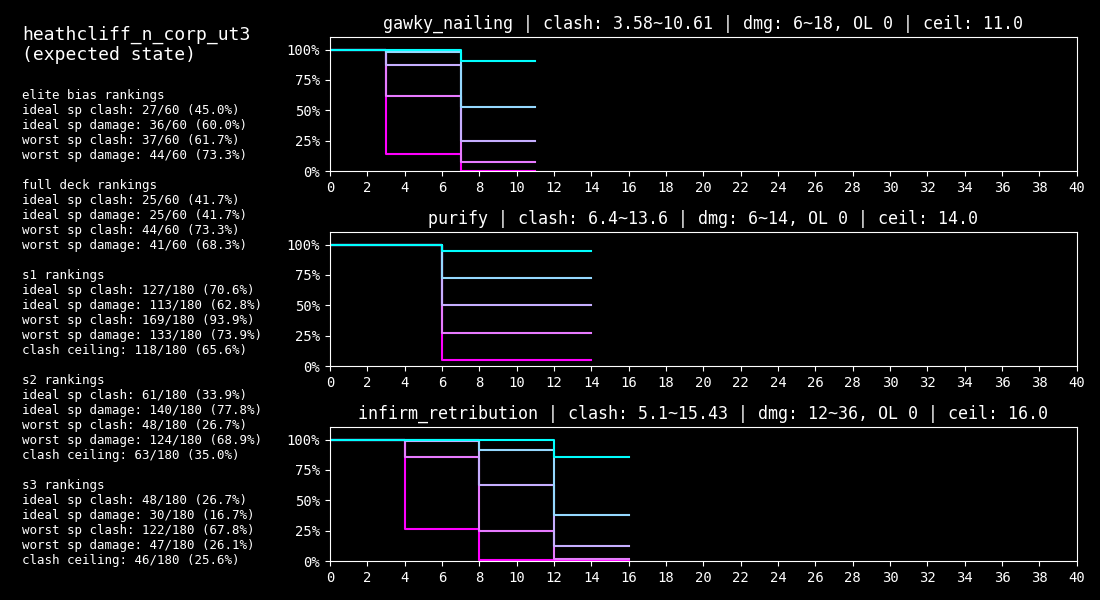 heathcliff_n_corp_ut3
(expected state)
elite bias rankings
ideal sp clash: 27/60 (45.0%)
ideal sp damage: 36/60 (60.0%)
worst sp clash: 37/60 (61.7%)
worst sp damage: 44/60 (73.3%)
full deck rankings
ideal sp clash: 25/60 (41.7%)
ideal sp damage: 25/60 (41.7%)
worst sp clash: 44/60 (73.3%)
worst sp damage: 41/60 (68.3%)
s1 rankings
ideal sp clash: 127/180 (70.6%)
ideal sp damage: 113/180 (62.8%)
worst sp clash: 169/180 (93.9%)
worst sp damage: 133/180 (73.9%)
clash ceiling: 118/180 (65.6%)
s2 rankings
ideal sp clash: 61/180 (33.9%)
ideal sp damage: 140/180 (77.8%)
worst sp clash: 48/180 (26.7%)
worst sp damage: 124/180 (68.9%)
clash ceiling: 63/180 (35.0%)
s3 rankings
ideal sp clash: 48/180 (26.7%)
ideal sp damage: 30/180 (16.7%)
worst sp clash: 122/180 (67.8%)
worst sp damage: 47/180 (26.1%)
clash ceiling: 46/180 (25.6%)
gawky_nailing | clash: 3.58~10.61 | dmg: 6~18, OL 0 | ceil: 11.0
100%
75%
50%
25%
0%
0 2 4 6 8 10 12 14 16 18 20 22 24 26 28 30 32 34 36 38 40
purify | clash: 6.4~13.6 | dmg: 6~14, OL 0 | ceil: 14.0
100%
75%
50%
25%
0%
0 2 4 6 8 10 12 14 16 18 20 22 24 26 28 30 32 34 36 38 40
infirm_retribution | clash: 5.1~15.43 | dmg: 12~36, OL 0 | ceil: 16.0
100%
75%
50%
25%
0%
0 2 4 6 8 10 12 14 16 18 20 22 24 26 28 30 32 34 36 38 40